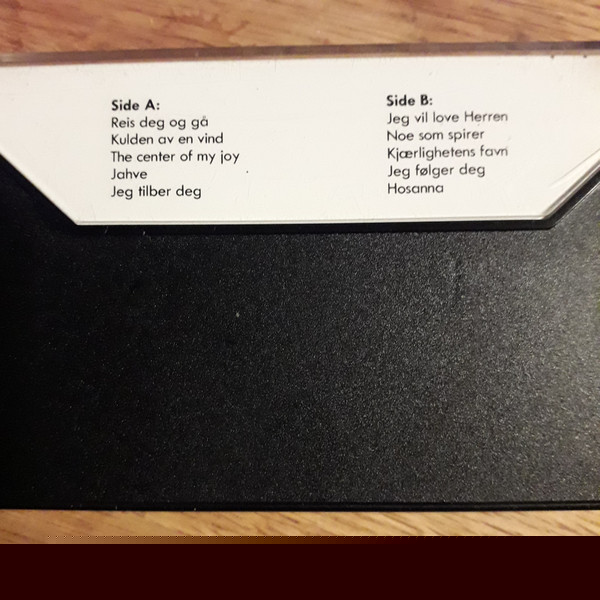 Side A:
Reis deg og gå
Kulden av en vind
The center of my joy
Jahve
Jeg tilber deg
Side B:
Jeg vil love Herren
Noe som spirer
Kjærlighetens favn
Jeg følger deg
Hosanna